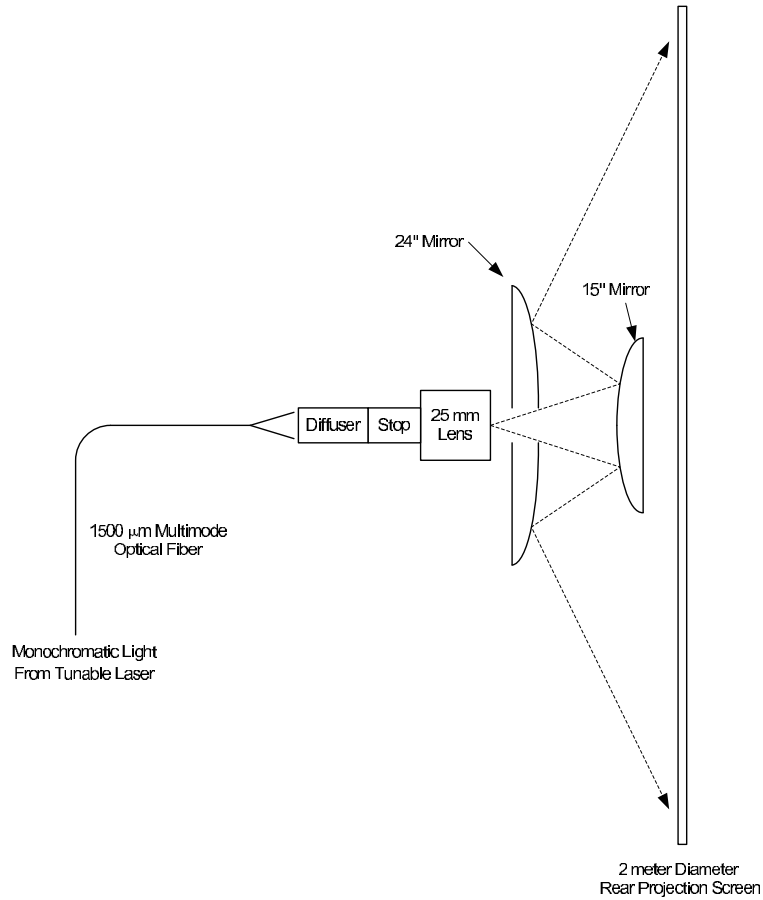 24" Mirror
15" Mirror
Diffuser
Stop
25 mm
Lens
1500 μm Multimode
Optical Fiber
Monochromatic Light
From Tunable Laser
2 meter Diameter
Rear Projection Screen